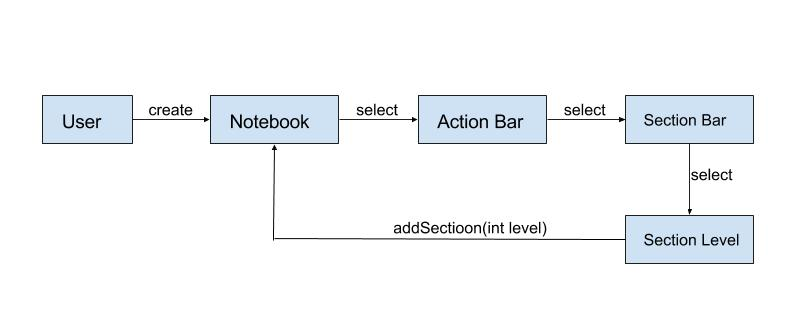 User
create
Notebook
select
Action Bar
select
Section Bar
select
addSectioon(int level)
Section Level